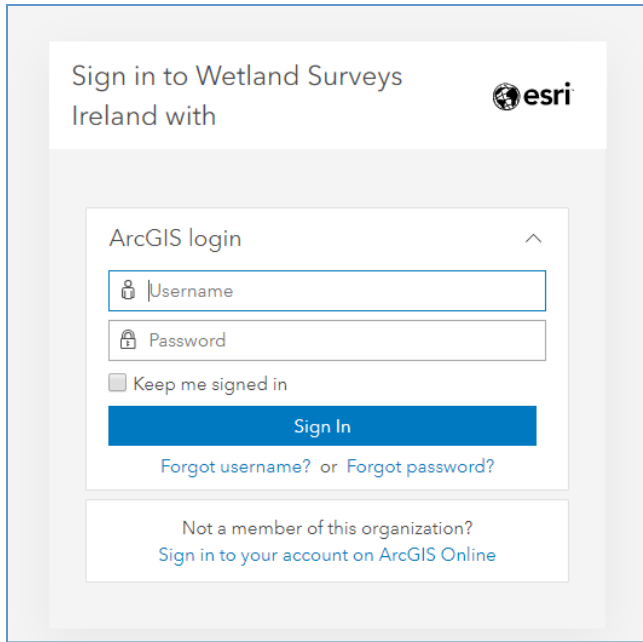 Sign in to Wetland Surveys
Ireland with
esri
ArcGIS login
Username
Password
Keep me signed in
Sign In
Forgot username? or Forgot password?
Not a member of this organization?
Sign in to your account on ArcGIS Online